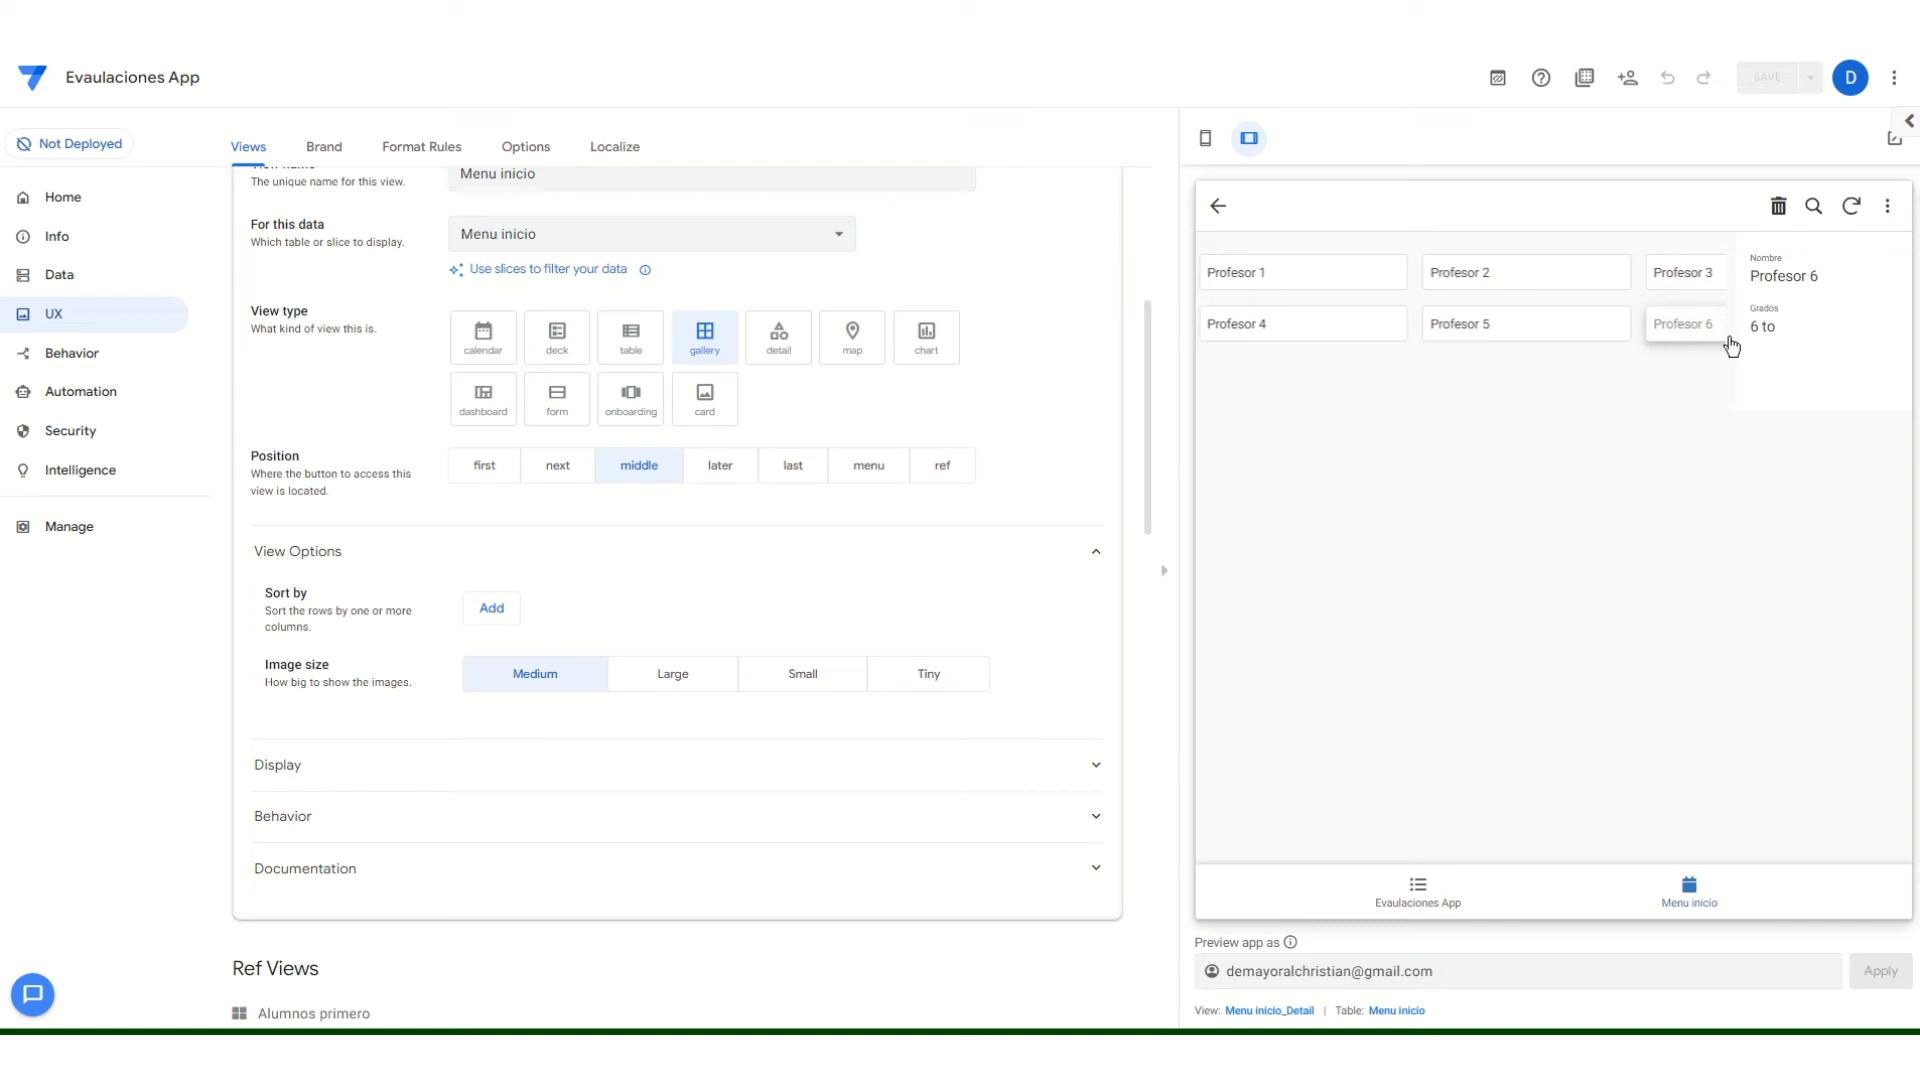 Evaulaciones App
SAVE
D
Not Deployed
Views
Brand
Format Rules
Options
Localize
Home
Info
Data
UX
Behavior
Automation
Security
Intelligence
Manage
The unique name for this view.
Menu inicio
For this data
Which table or slice to display.
Menu inicio
Use slices to filter your data
View type
What kind of view this is.
calendar
deck
table
gallery
detail
map
chart
dashboard
form
onboarding
card
Position
Where the button to access this
view is located.
first
next
middle
later
last
menu
ref
View Options
Sort by
Sort the rows by one or more
columns.
Add
Image size
How big to show the images.
Medium
Large
Small
Tiny
Display
Behavior
Documentation
Ref Views
Alumnos primero
Profesor 1
Profesor 2
Profesor 3
Profesor 4
Profesor 5
Profesor 6
Nombre
Profesor 6
Grados
6 to
Evaulaciones App
Menu inicio
Preview app as
demayoralchristian@gmail.com
Apply
View: Menu inicio_Detail | Table: Menu inicio